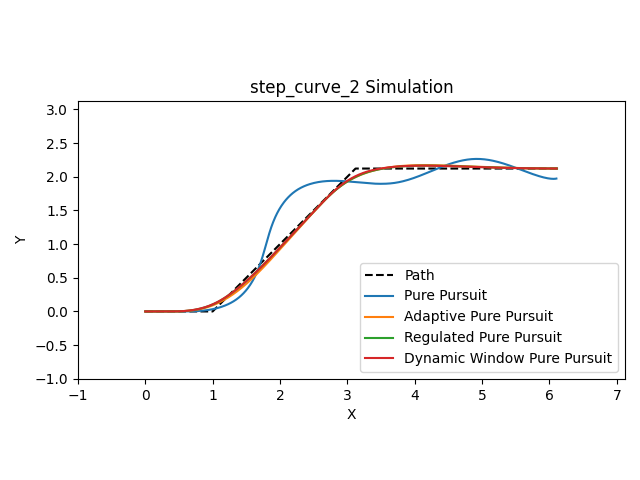 step_curve_2 Simulation
3.0
2.5
2.0
1.5
1.0
0.5
0.0
−0.5
−1.0
Y
Path
Pure Pursuit
Adaptive Pure Pursuit
Regulated Pure Pursuit
Dynamic Window Pure Pursuit
−1 0 1 2 3 4 5 6 7
X